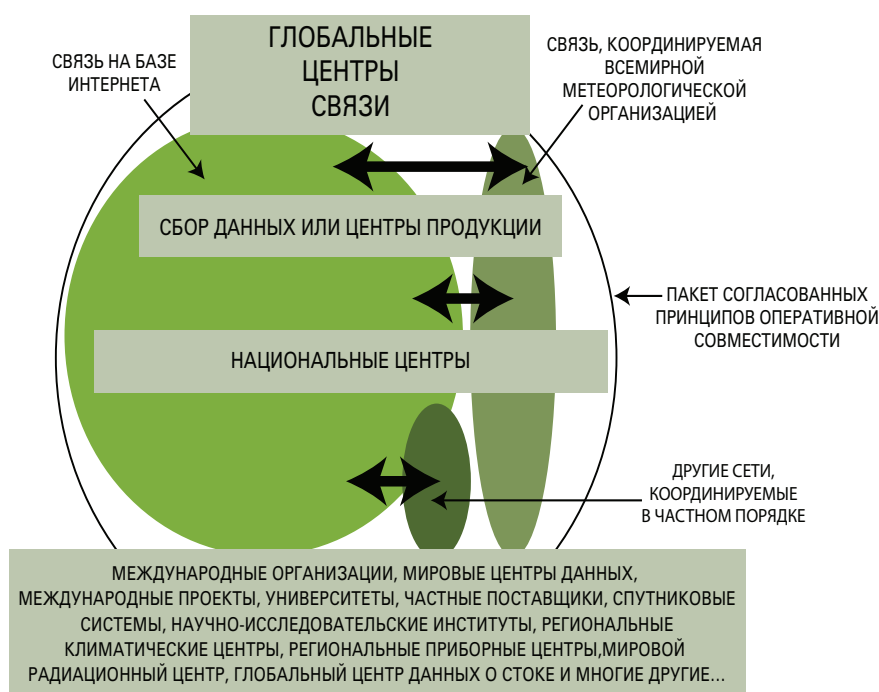 ГЛОБАЛЬНЫЕ
ЦЕНТРЫ
СВЯЗИ
СВЯЗЬ НА БАЗЕ
ИНТЕРНЕТА
СВЯЗЬ, КООРДИНИРУЕМАЯ
ВСЕМИРНОЙ
МЕТЕОРОЛОГИЧЕСКОЙ
ОРГАНИЗАЦИЕЙ
СБОР ДАННЫХ ИЛИ ЦЕНТРЫ ПРОДУКЦИИ
ПАКЕТ СОГЛАСОВАННЫХ
ПРИНЦИПОВ ОПЕРАТИВНОЙ
СОВМЕСТИМОСТИ
НАЦИОНАЛЬНЫЕ ЦЕНТРЫ
ДРУГИЕ СЕТИ,
КООРДИНИРУЕМЫЕ
В ЧАСТНОМ ПОРЯДКЕ
МЕЖДУНАРОДНЫЕ ОРГАНИЗАЦИИ, МИРОВЫЕ ЦЕНТРЫ ДАННЫХ,
МЕЖДУНАРОДНЫЕ ПРОЕКТЫ, УНИВЕРСИТЕТЫ, ЧАСТНЫЕ ПОСТАВЩИКИ, СПУТНИКОВЫЕ
СИСТЕМЫ, НАУЧНО-ИССЛЕДОВАТЕЛЬСКИЕ ИНСТИТУТЫ, РЕГИОНАЛЬНЫЕ
КЛИМАТИЧЕСКИЕ ЦЕНТРЫ, РЕГИОНАЛЬНЫЕ ПРИБОРНЫЕ ЦЕНТРЫ,МИРОВОЙ
РАДИАЦИОННЫЙ ЦЕНТР, ГЛОБАЛЬНЫЙ ЦЕНТР ДАННЫХ О СТОКЕ И МНОГИЕ ДРУГИЕ...